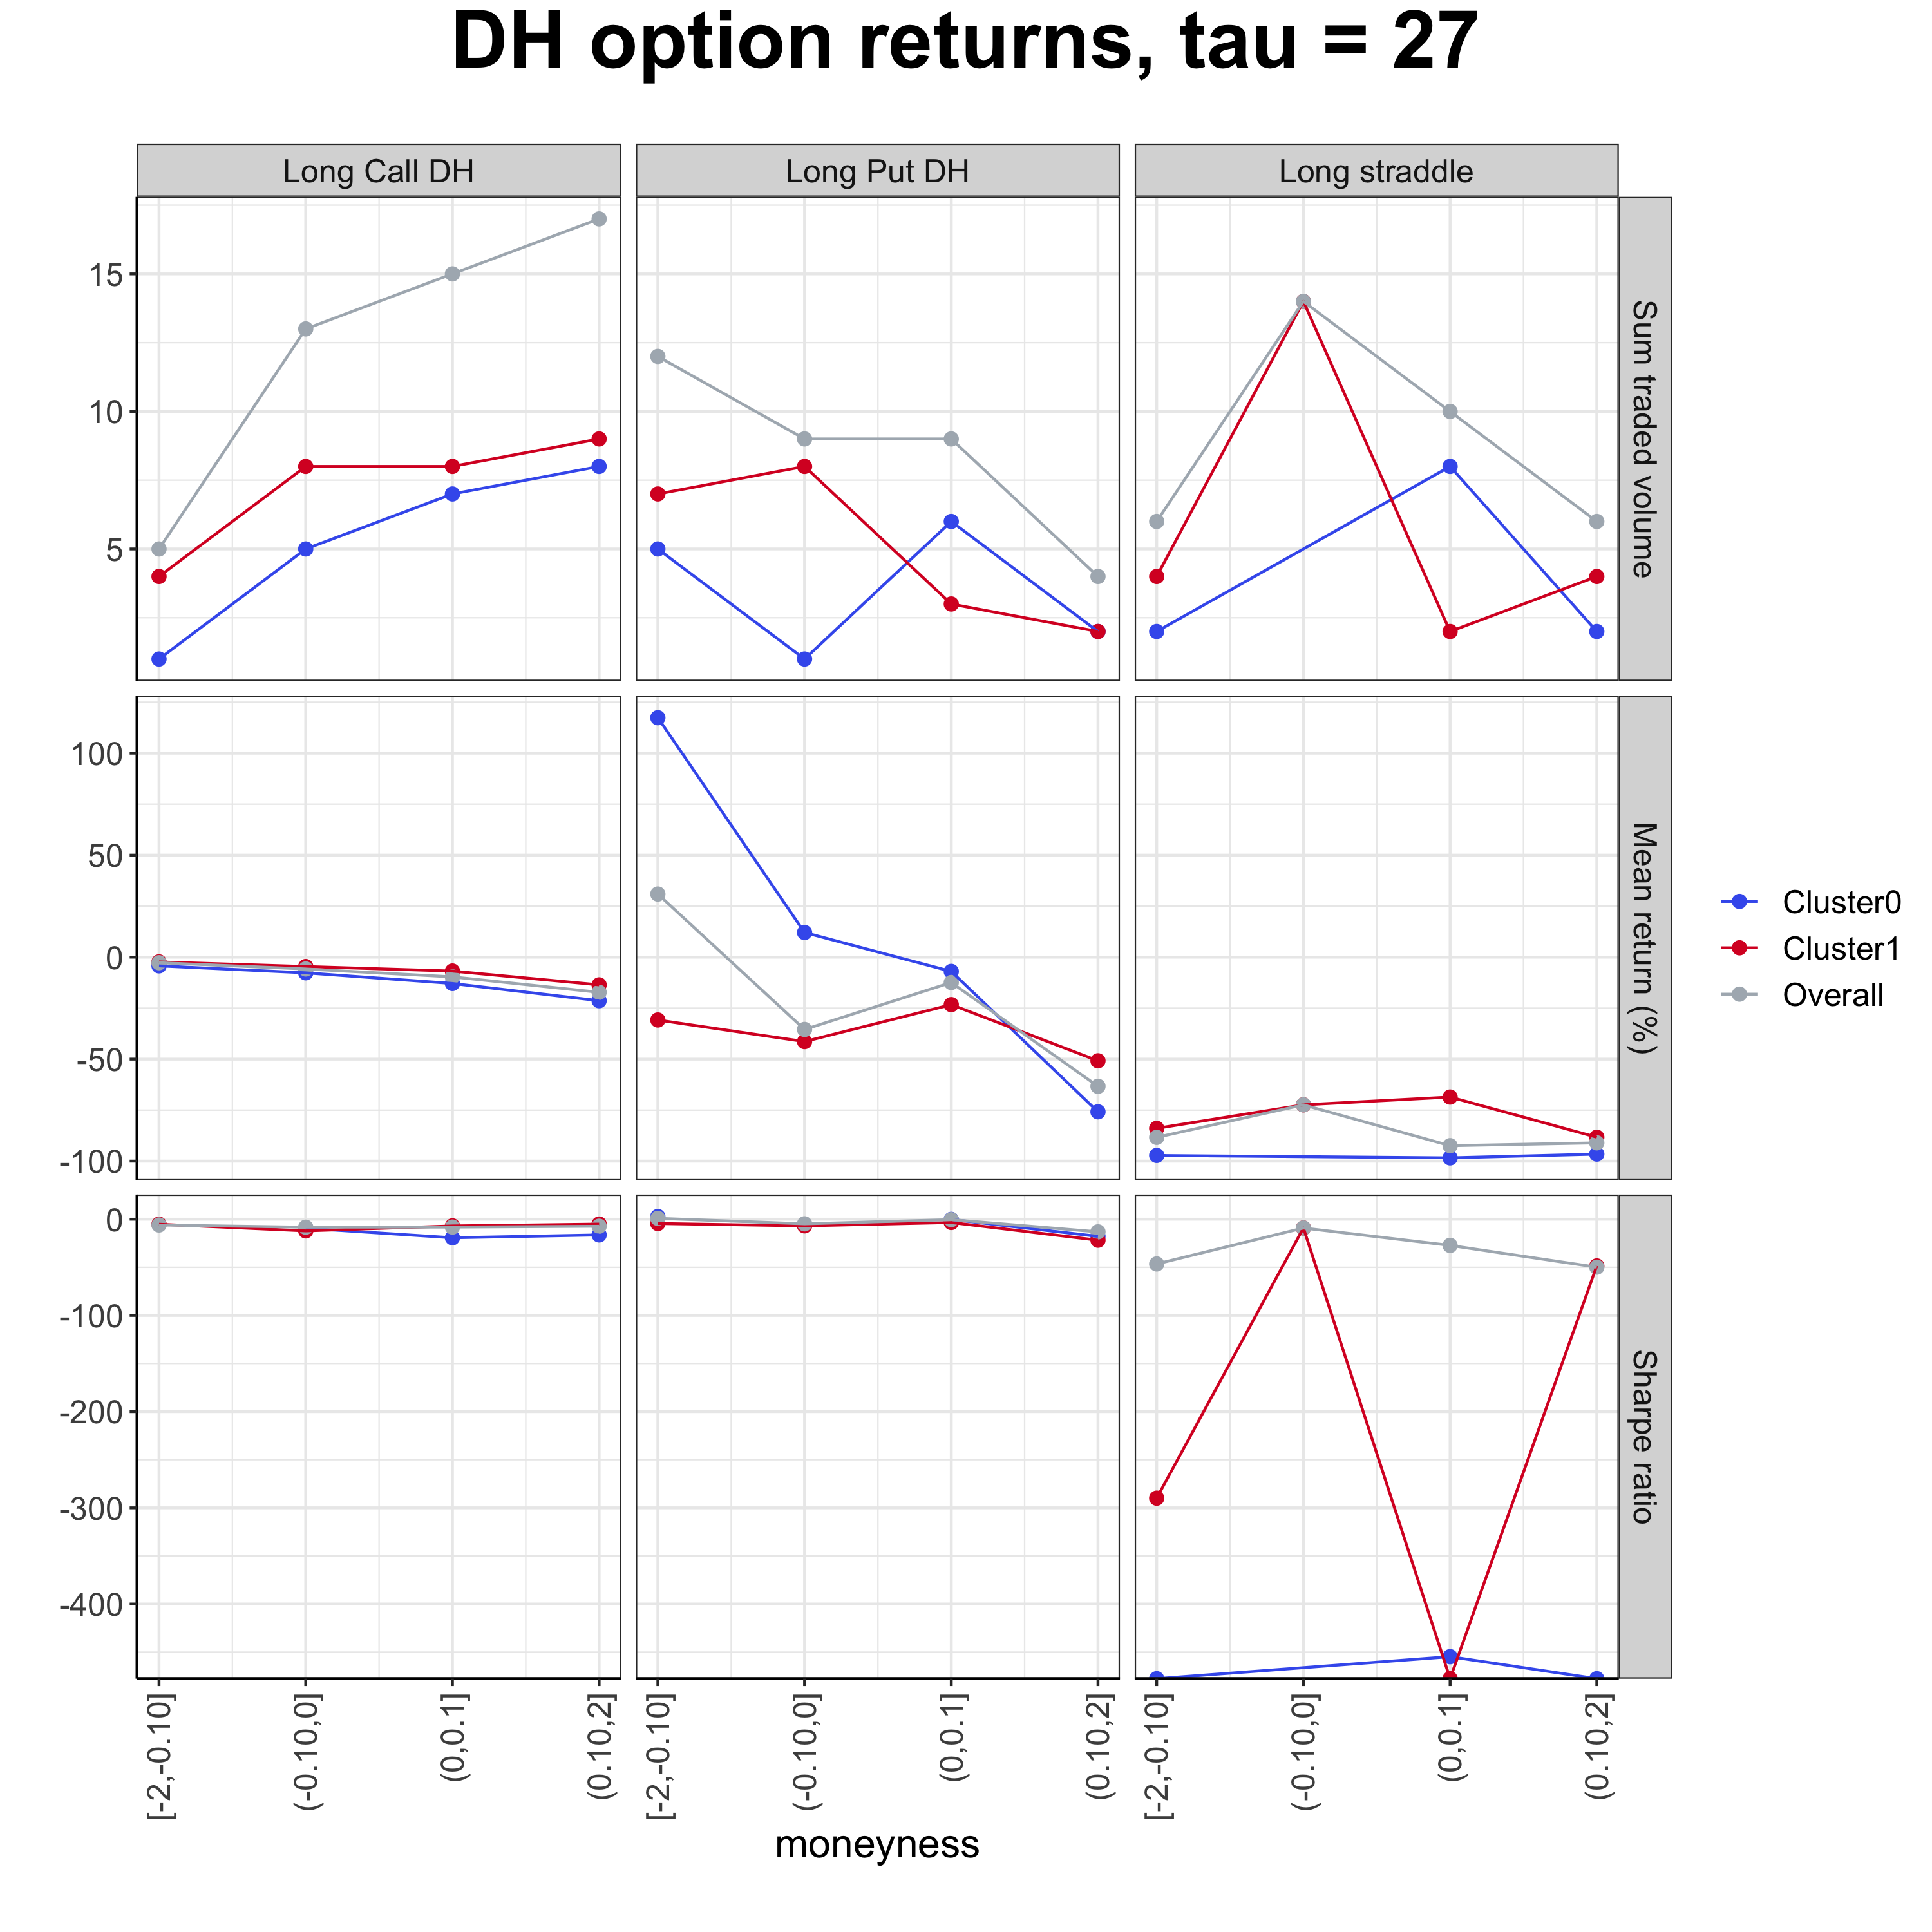 DH option returns, tau = 27
Long Call DH
Long Put DH
Long straddle
15
10
5
Sum traded volume
100
50
0
-50
-100
Mean return (%)
0
-100
-200
-300
-400
Sharpe ratio
[-2,-0.10]
(-0.10,0]
(0,0.1]
(0.10,2]
[-2,-0.10]
(-0.10,0]
(0,0.1]
(0.10,2]
[-2,-0.10]
(-0.10,0]
(0,0.1]
(0.10,2]
moneyness
Cluster0
Cluster1
Overall